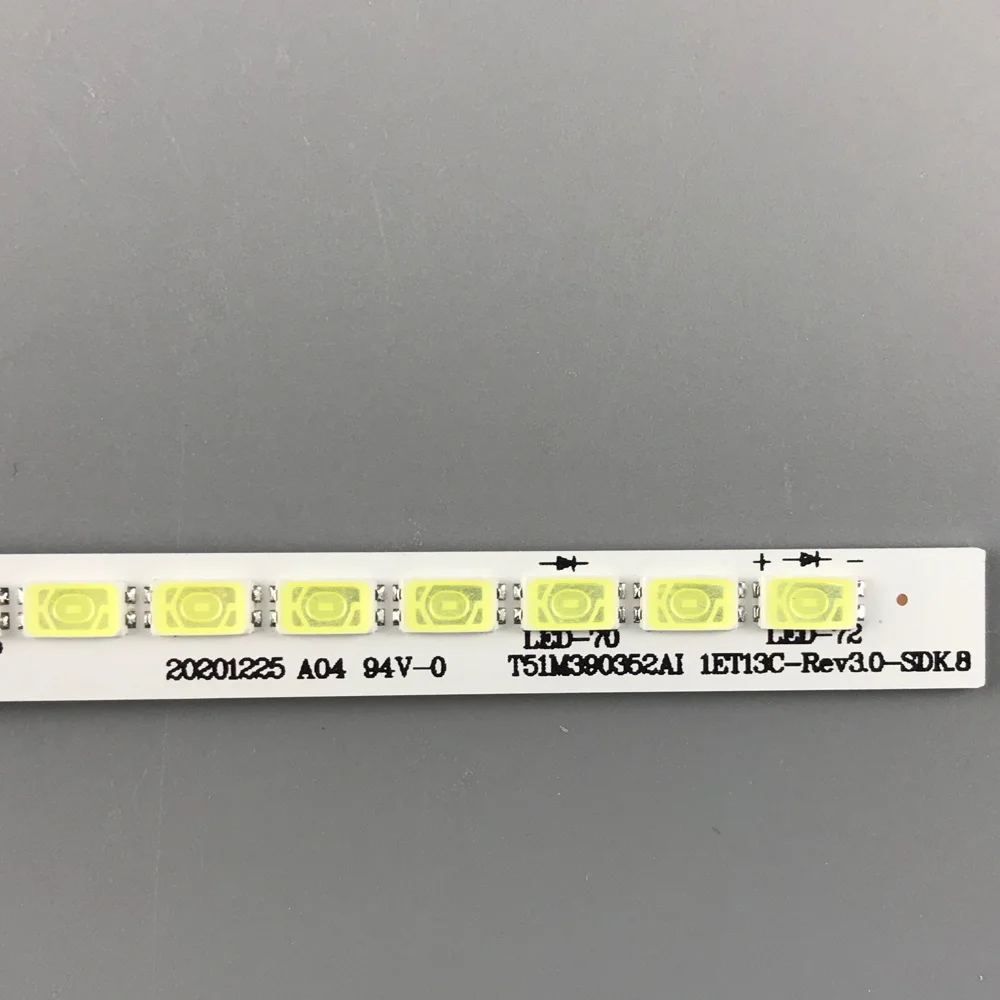 + -
LED-70 LED-72
20201225 A04 94V-0 T51M390352AI 1ET13C-Rev3.0-SDK.8